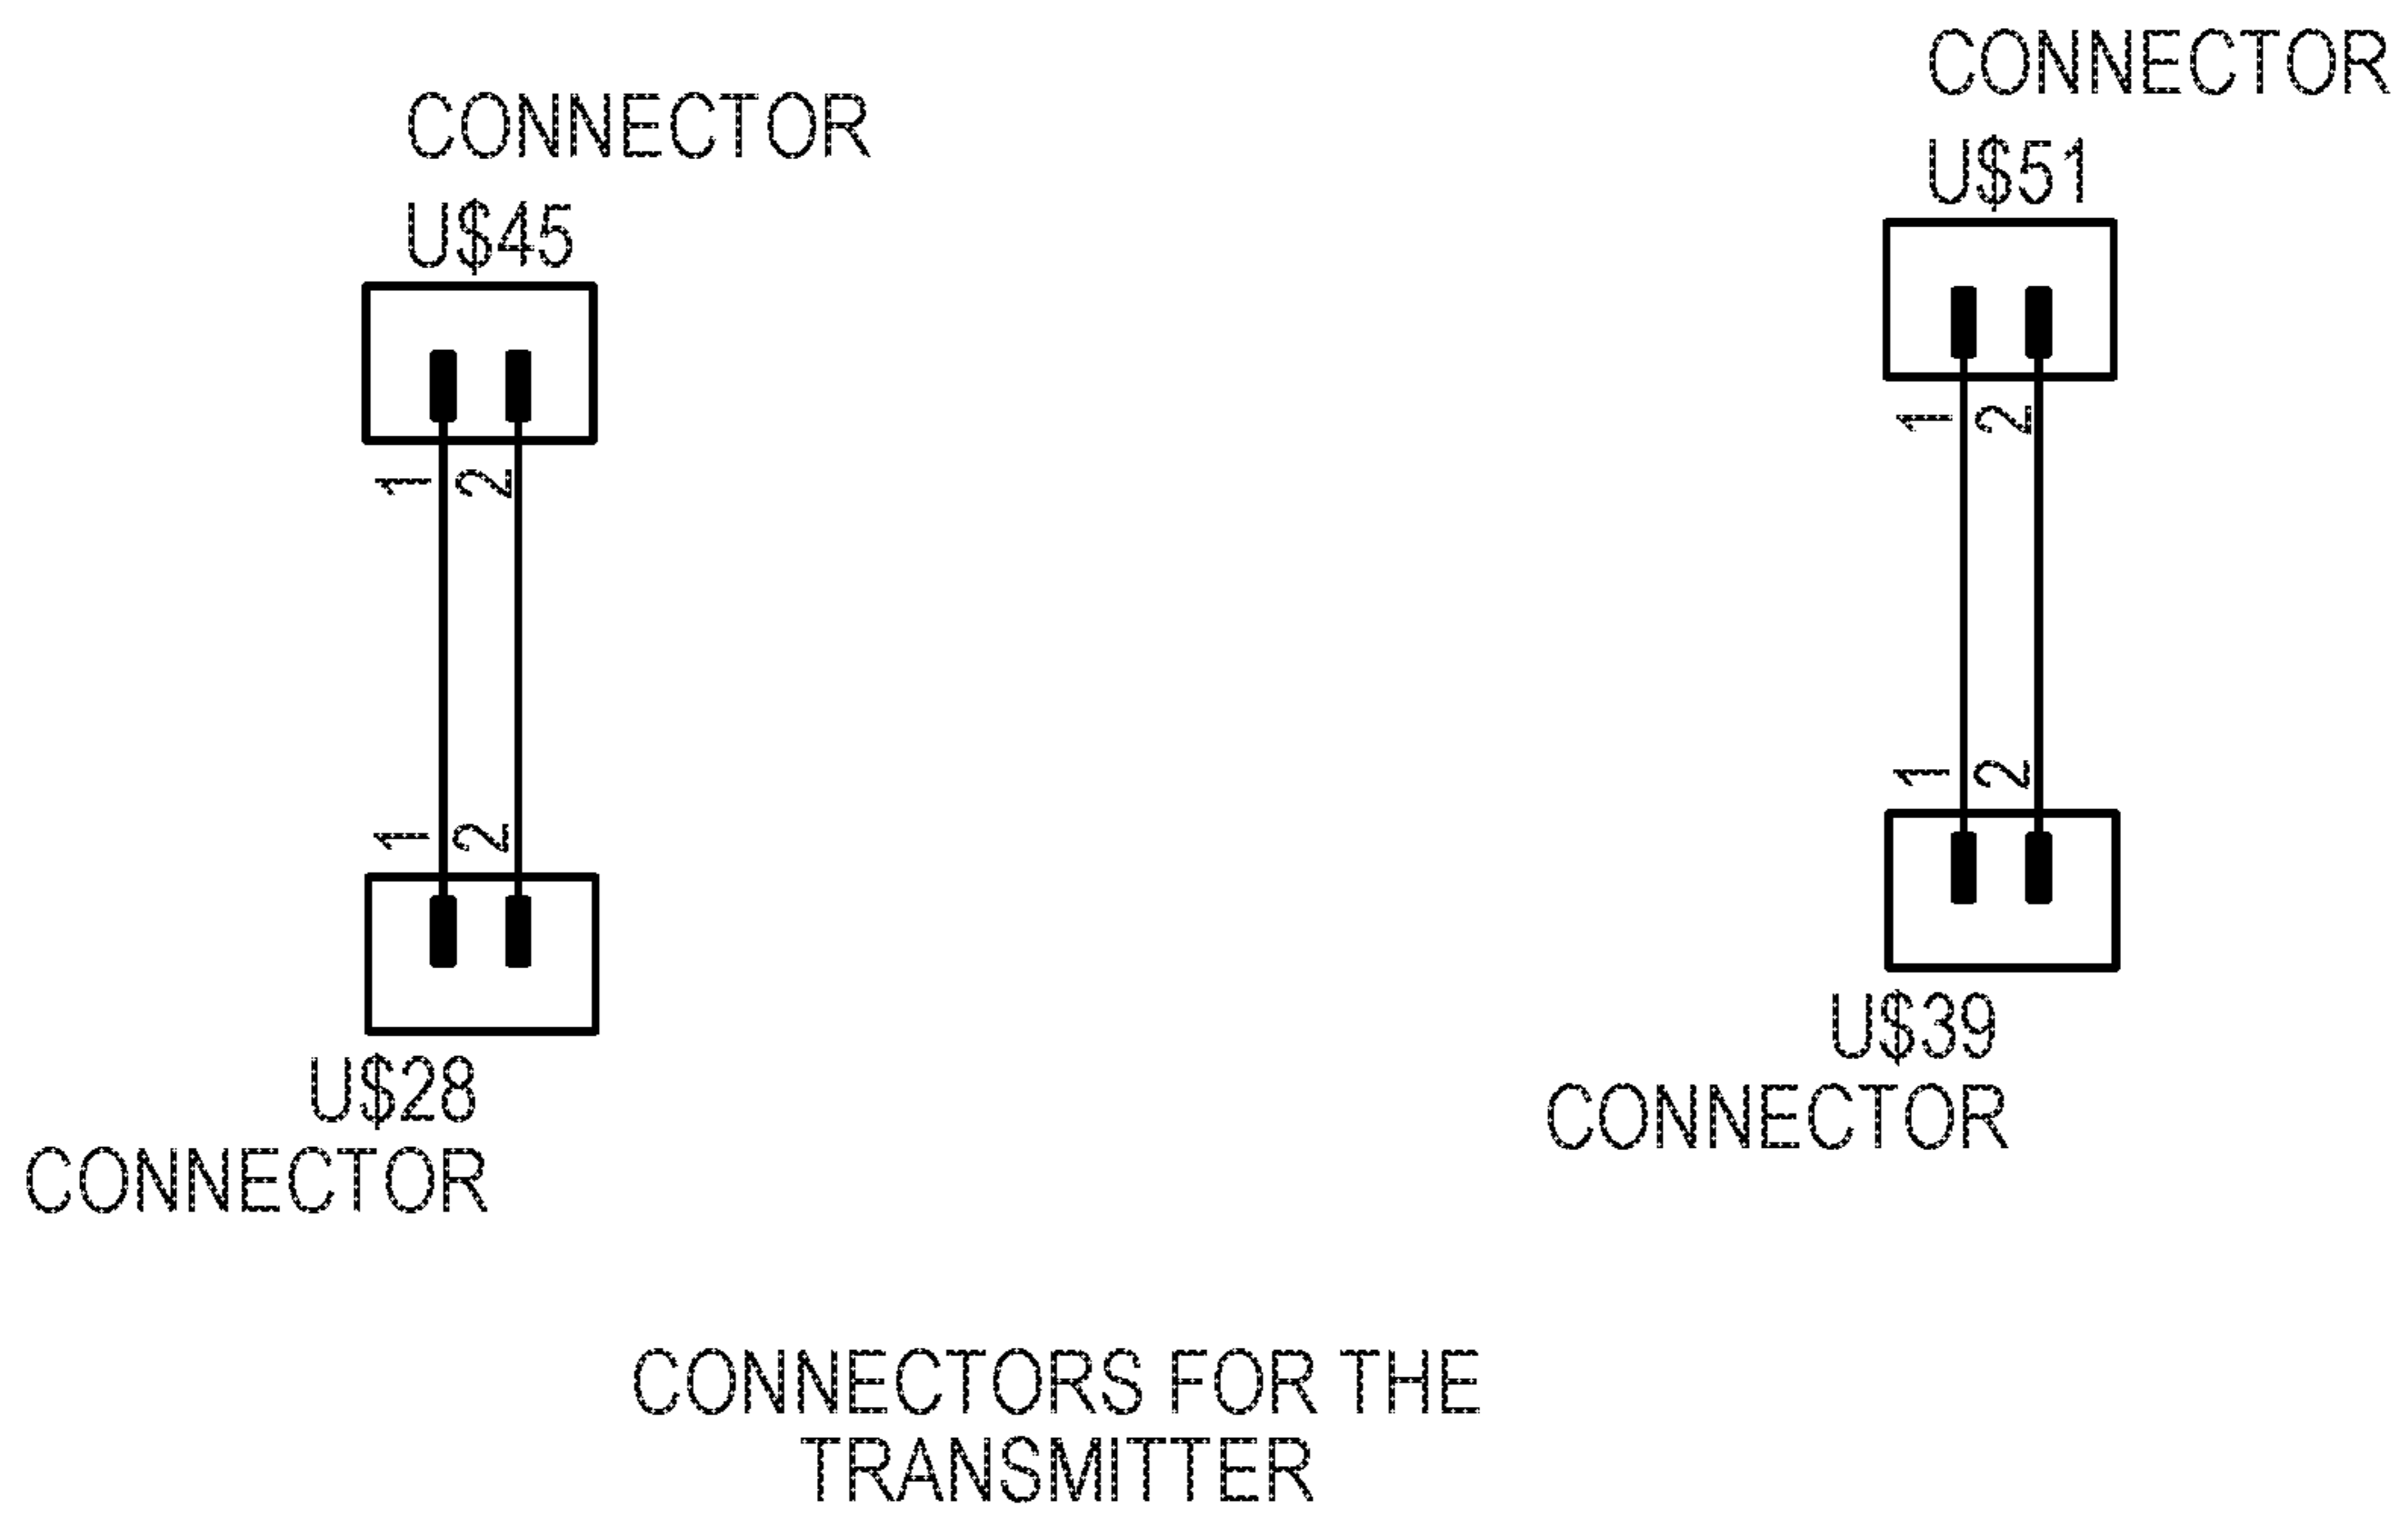 CONNECTOR
U$45
1 2
1 2
U$28
CONNECTOR
CONNECTOR
U$51
1 2
1 2
U$39
CONNECTOR
CONNECTORS FOR THE
TRANSMITTER